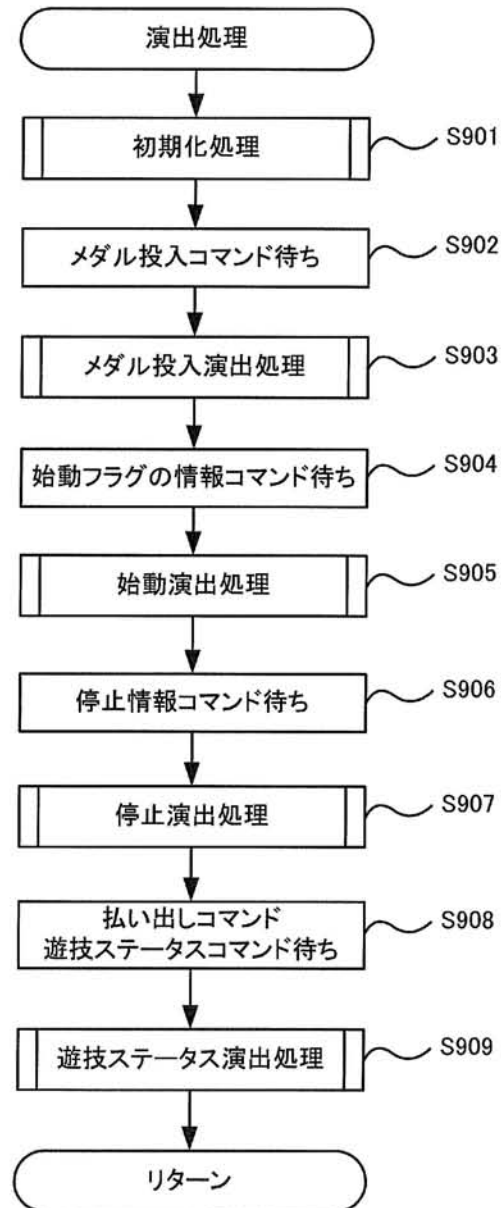 演出処理
初期化処理
S901
メダル投入コマンド待ち
S902
メダル投入演出処理
S903
始動フラグの情報コマンド待ち
S904
始動演出処理
S905
停止情報コマンド待ち
S906
停止演出処理
S907
払い出しコマンド
遊技ステータスコマンド待ち
S908
遊技ステータス演出処理
S909
リターン